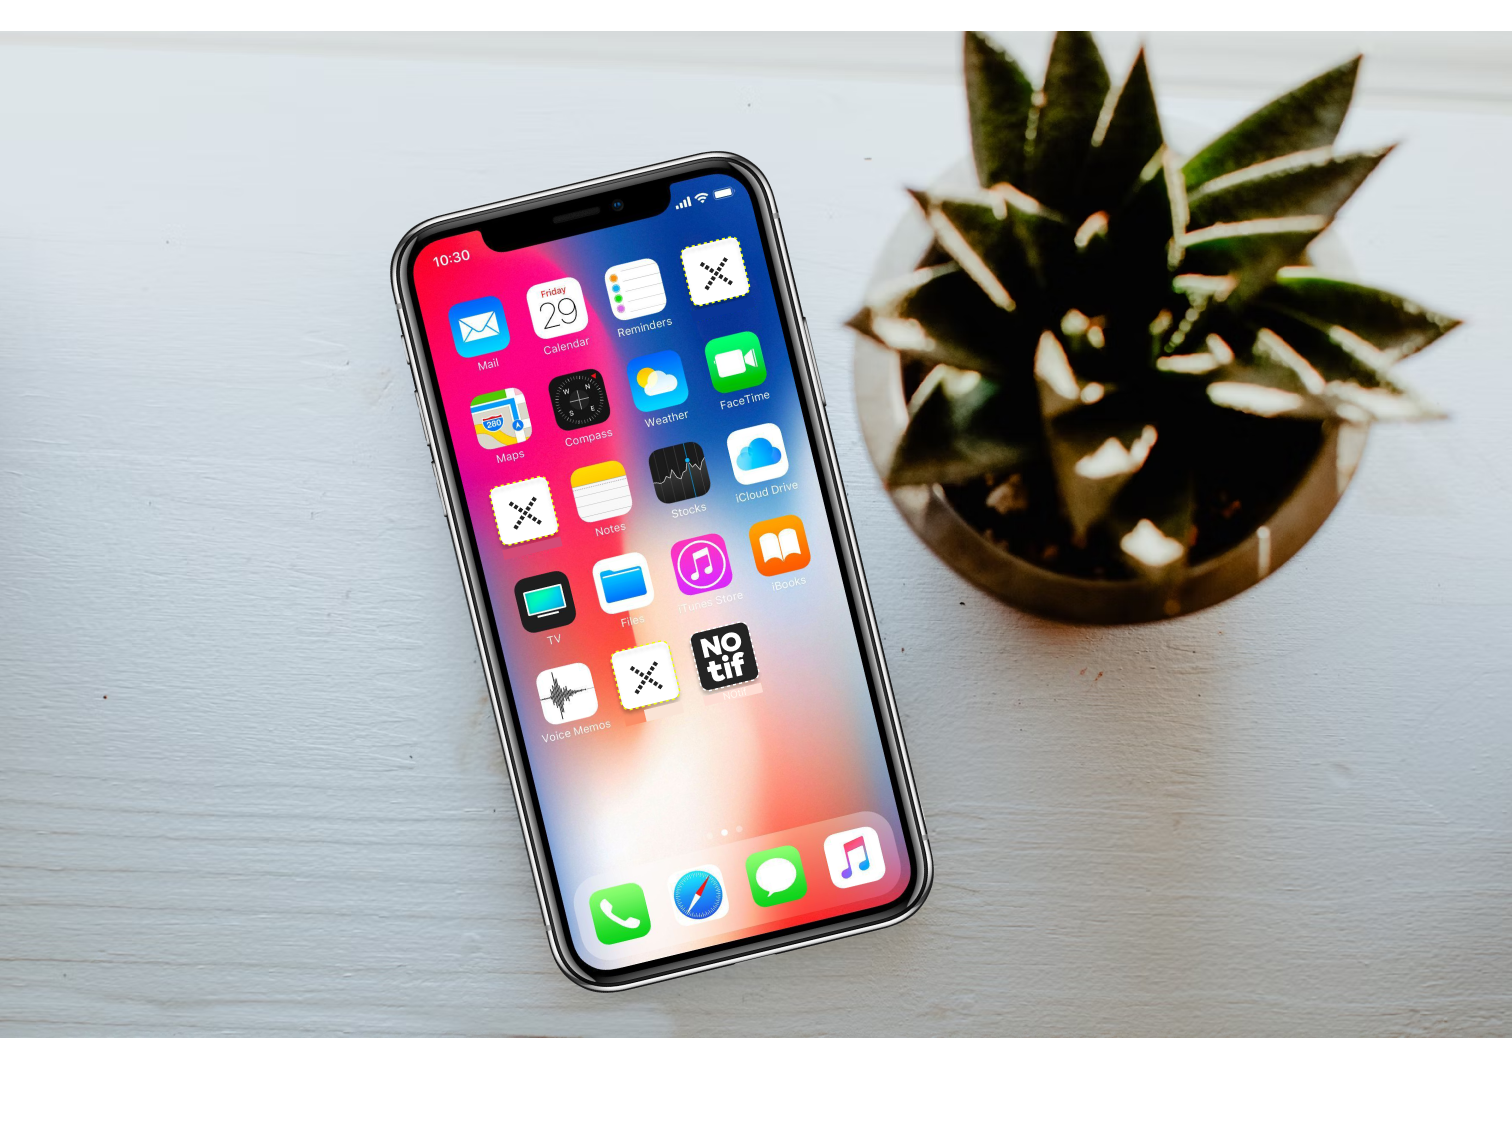 10:30
Mail
Friday
29
Calendar
Reminders
280
Maps
W N
S E
Compass
Weather
FaceTime
Notes
Stocks
iCloud Drive
TV
Files
iTunes Store
iBooks
Voice Memos
NO
tif